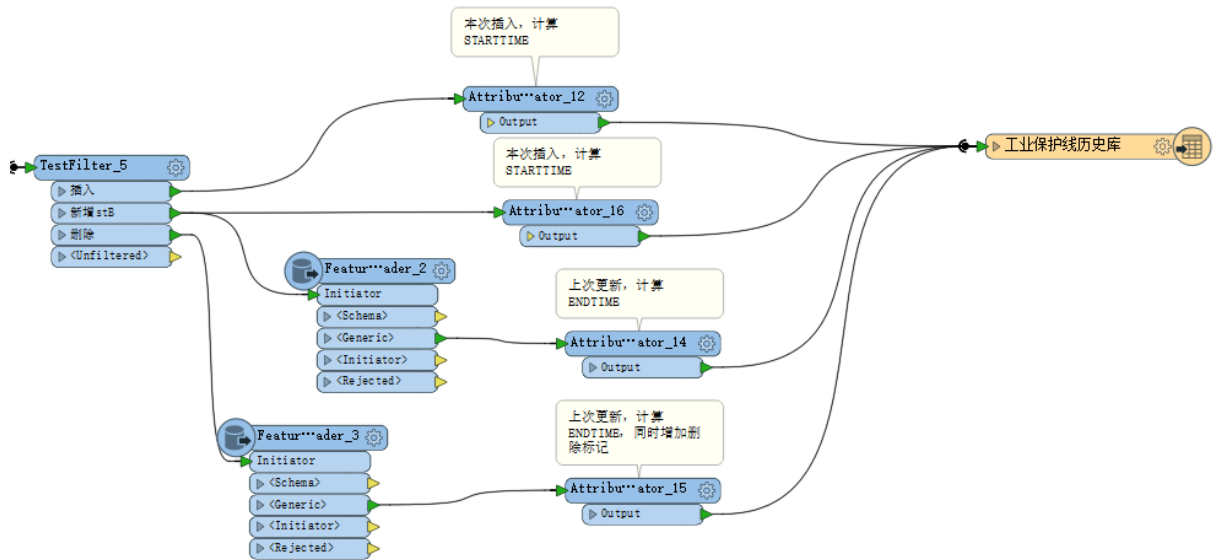 本次插入，计算
STARTTIME
Attribu···ator_12
Output
工业保护线历史库
TestFilter_5
插入
新增stB
删除
<Unfiltered>
本次插入，计算
STARTTIME
Attribu···ator_16
Output
Featur···ader_2
Initiator
<Schema>
<Generic>
<Initiator>
<Rejected>
上次更新，计算
ENDTIME
Attribu···ator_14
Output
Featur···ader_3
Initiator
<Schema>
<Generic>
<Initiator>
<Rejected>
上次更新，计算
ENDTIME，同时增加删
除标记
Attribu···ator_15
Output